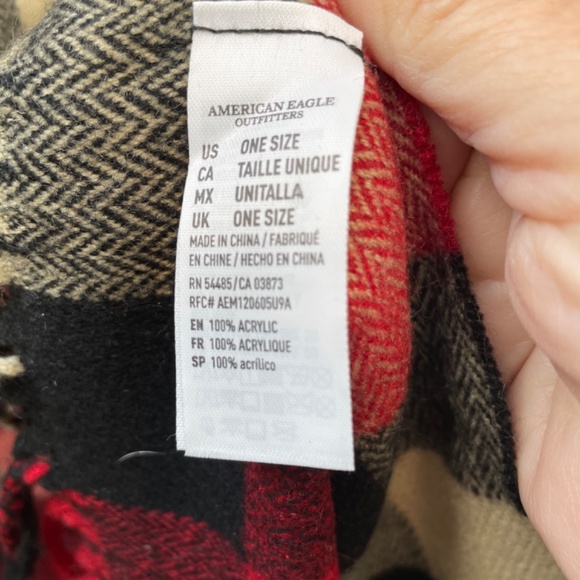 AMERICAN EAGLE
OUTFITTERS
US ONE SIZE
CA TAILLE UNIQUE
MX UNITALLA
UK ONE SIZE
MADE IN CHINA / FABRIQUÉ
EN CHINE / HECHO EN CHINA
RN 54485/CA 03873
RFC# AEM120605U9A
EN 100% ACRYLIC
FR 100% ACRYLIQUE
SP 100% acrílico